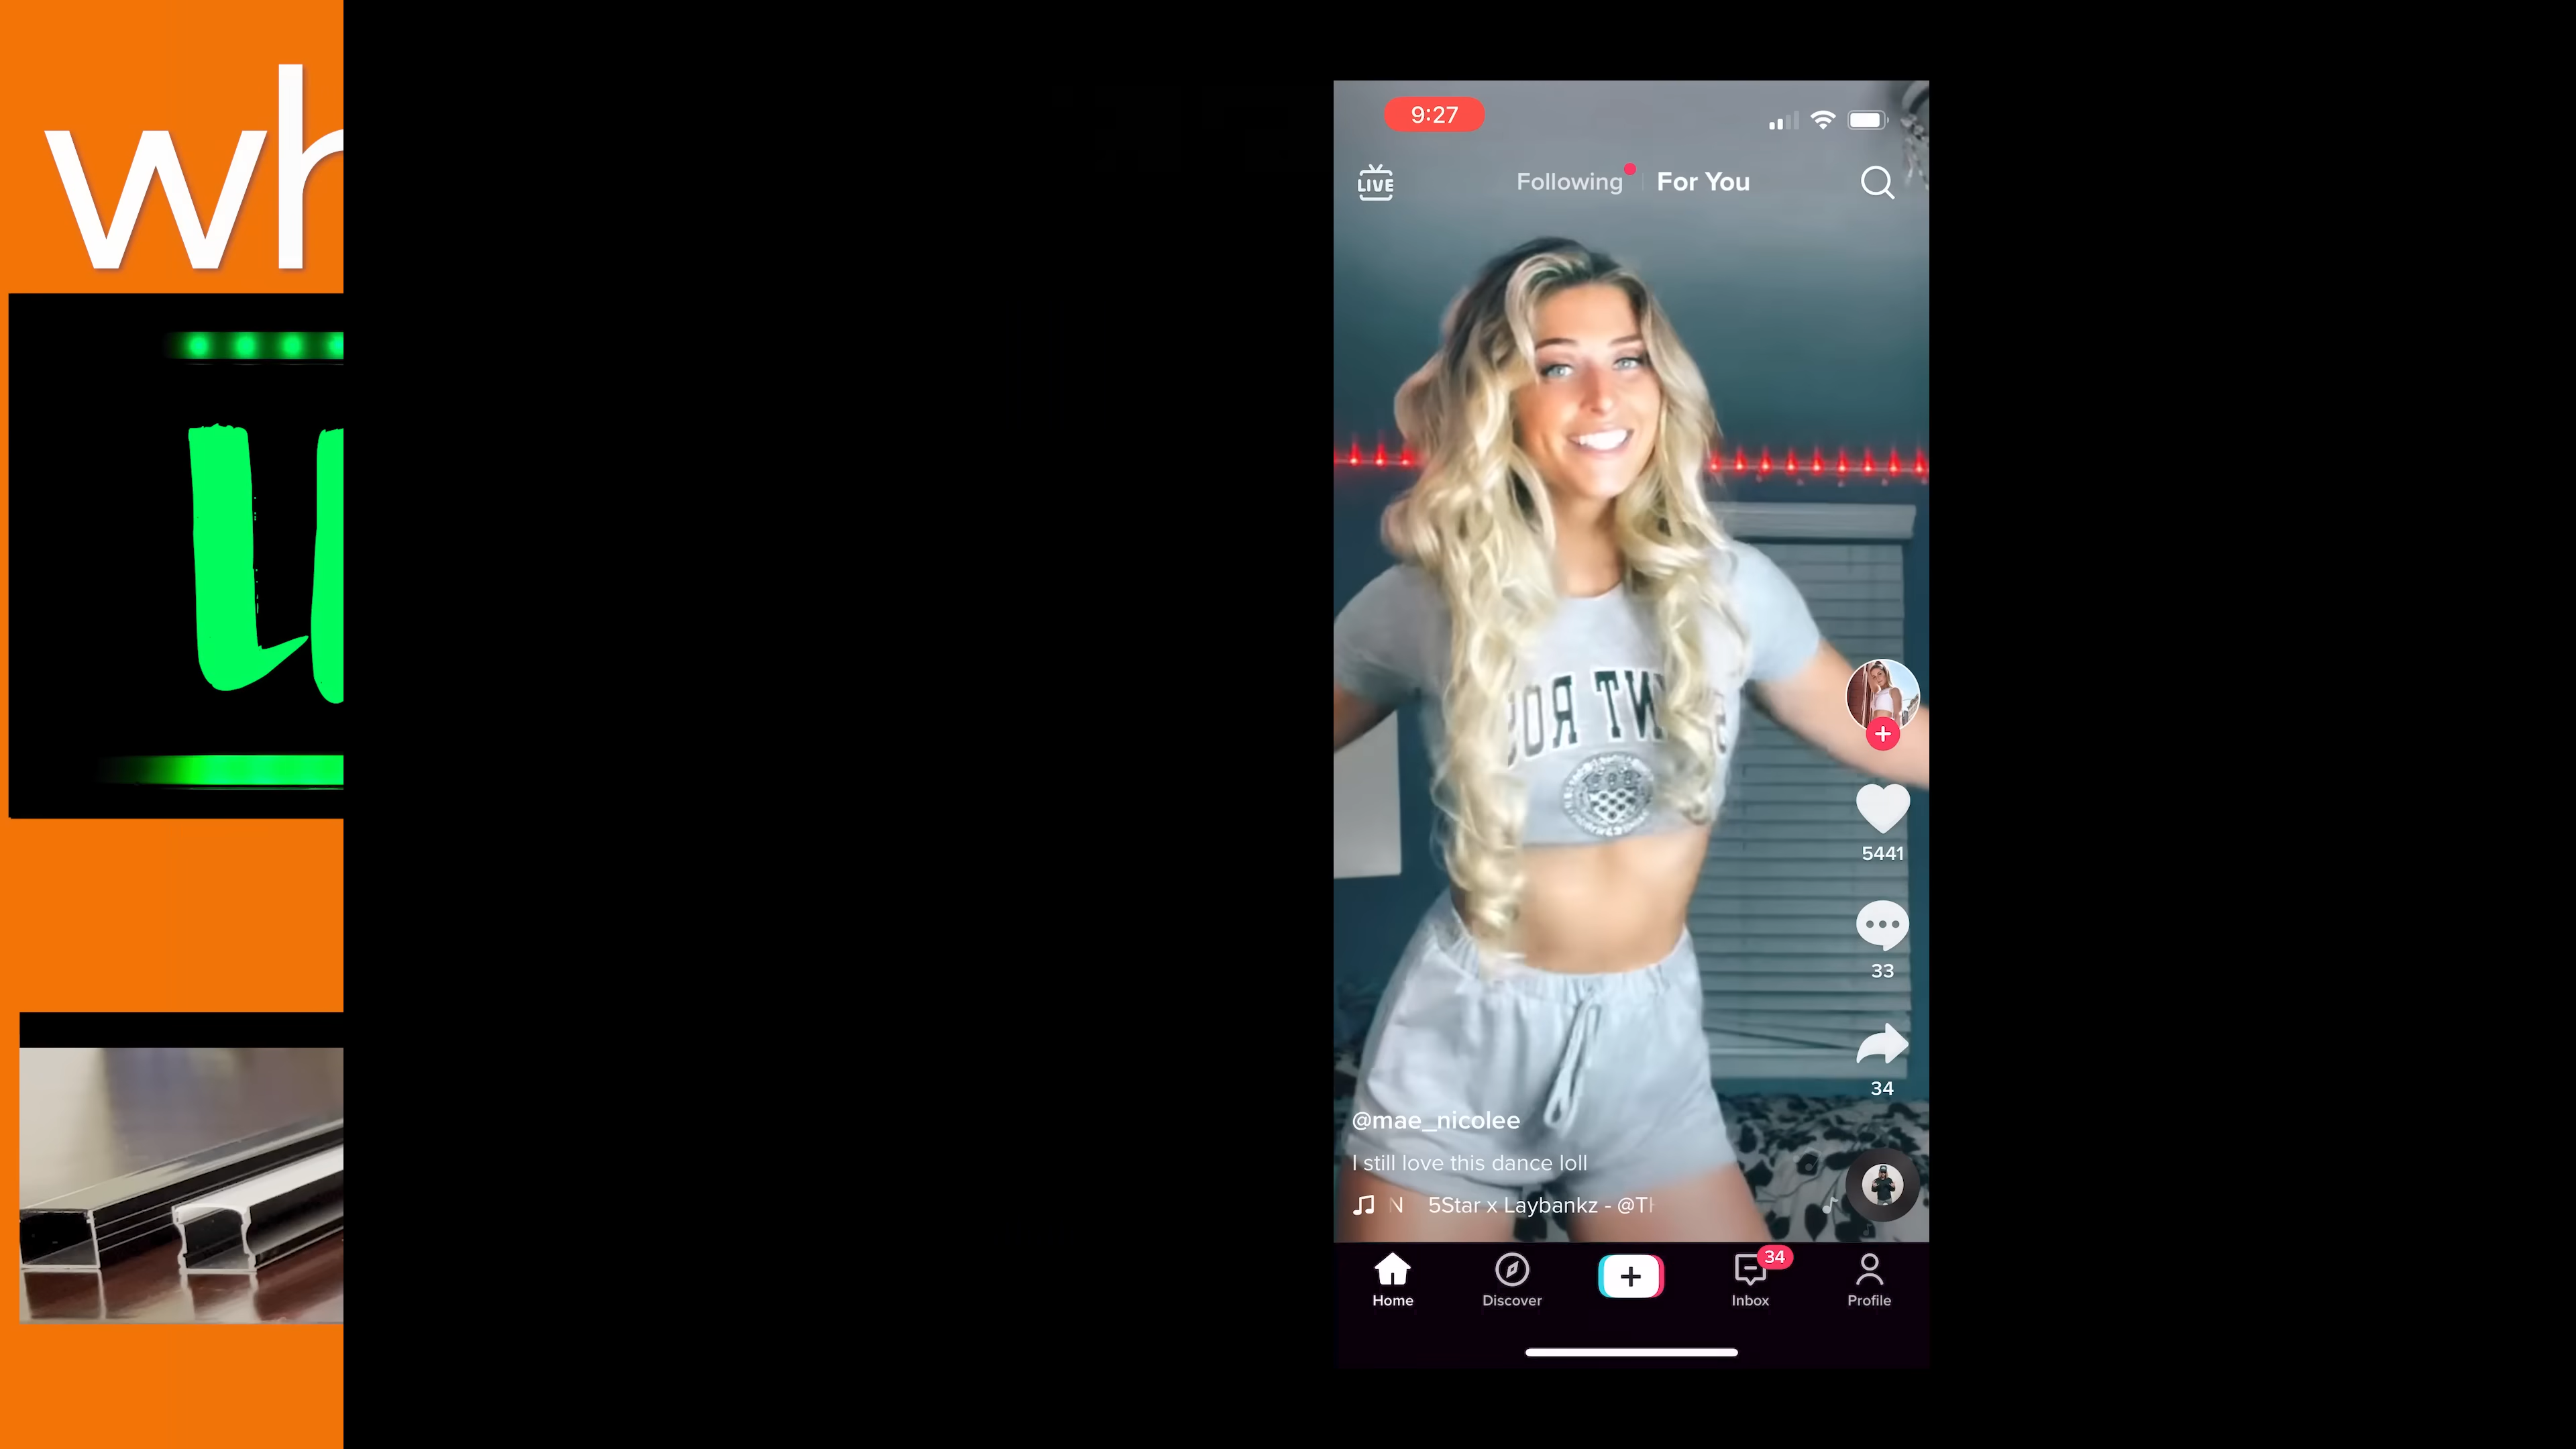 wh
9:27
LIVE
Following
For You
5441
33
34
@mae_nicolee
I still love this dance loll
N 5Star x Laybankz - @Th
Home
Discover
34
Inbox
Profile